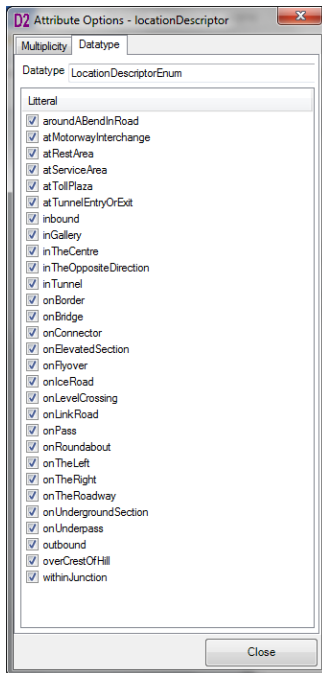 D2 Attribute Options - locationDescriptor
Multiplicity Datatype
Datatype LocationDescriptorEnum
Litteral
aroundABendInRoad
atMotorwayInterchange
atRestArea
atServiceArea
atTollPlaza
atTunnelEntryOrExit
inbound
inGallery
inTheCentre
inTheOppositeDirection
inTunnel
onBorder
onBridge
onConnector
onElevatedSection
onFlyover
onIceRoad
onLevelCrossing
onLinkRoad
onPass
onRoundabout
onTheLeft
onTheRight
onTheRoadway
onUndergroundSection
onUnderpass
outbound
overCrestOfHill
withinJunction
Close